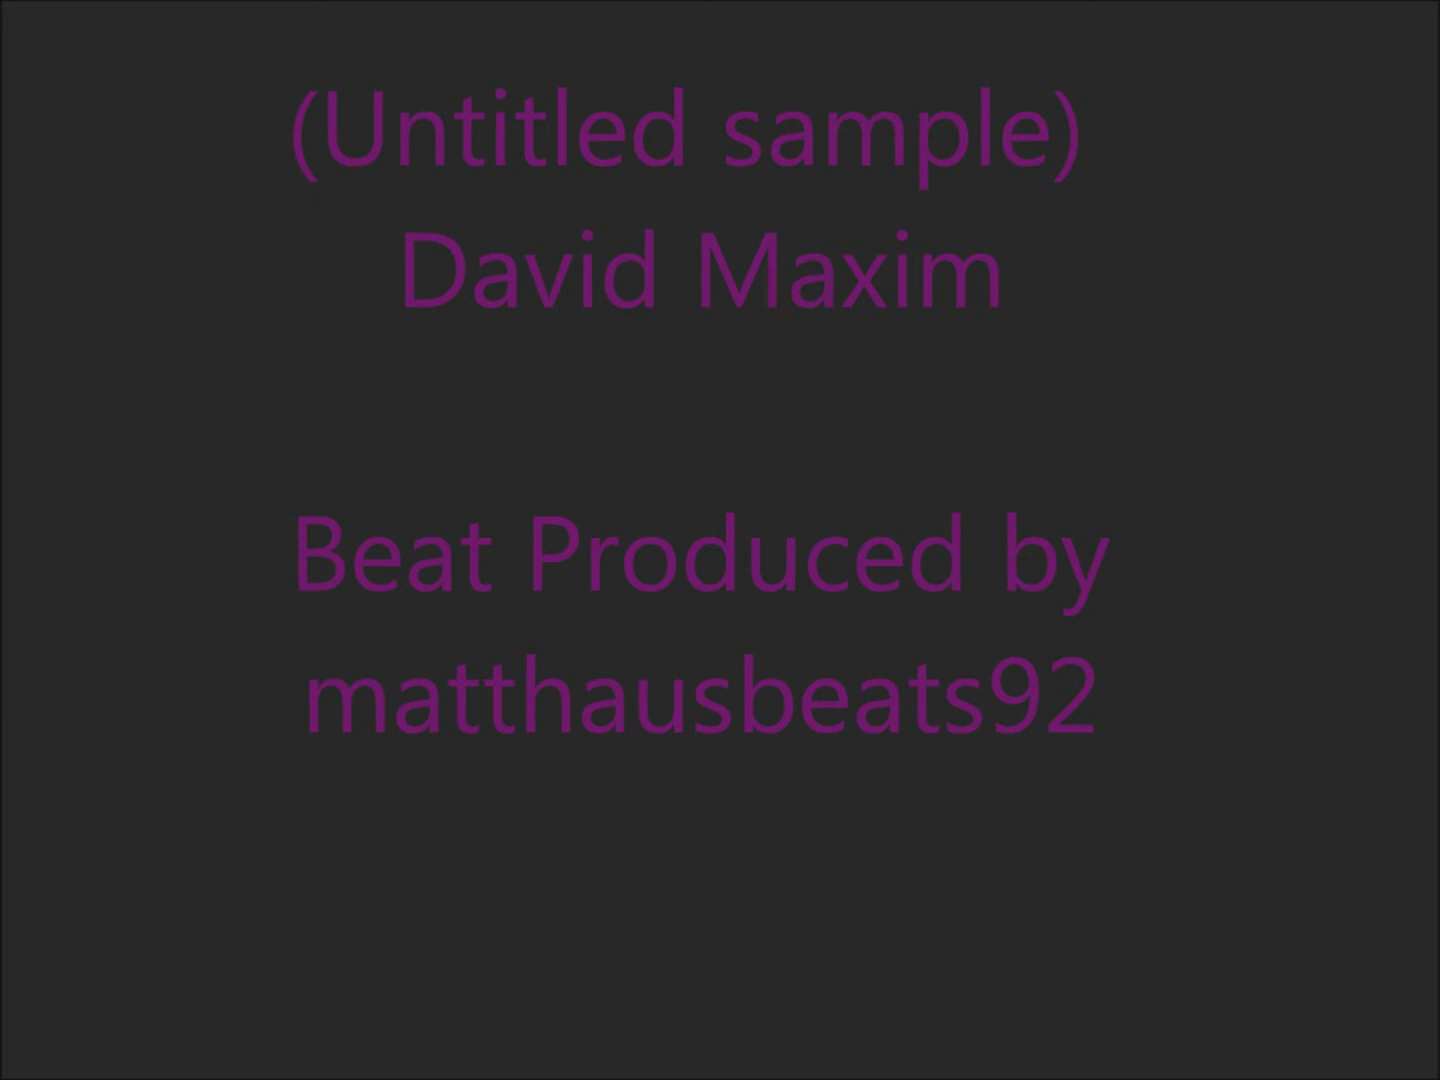 (Untitled sample)
David Maxim
Beat Produced by
matthausbeats92